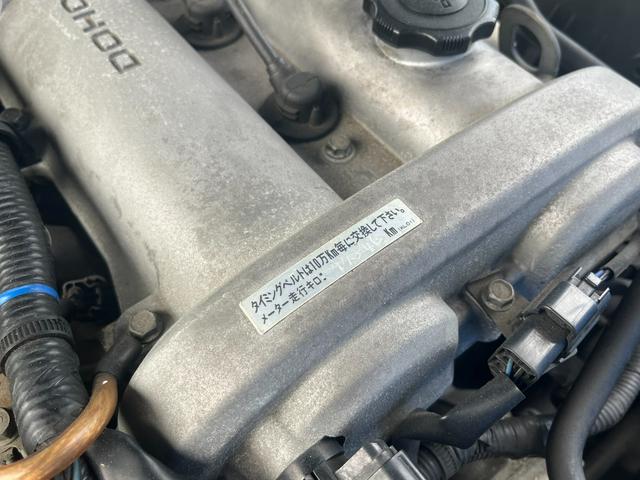 DOHC
タイミングベルトは10万Km毎に交換して下さい。
メーター走行キロ: Km (KLD1)